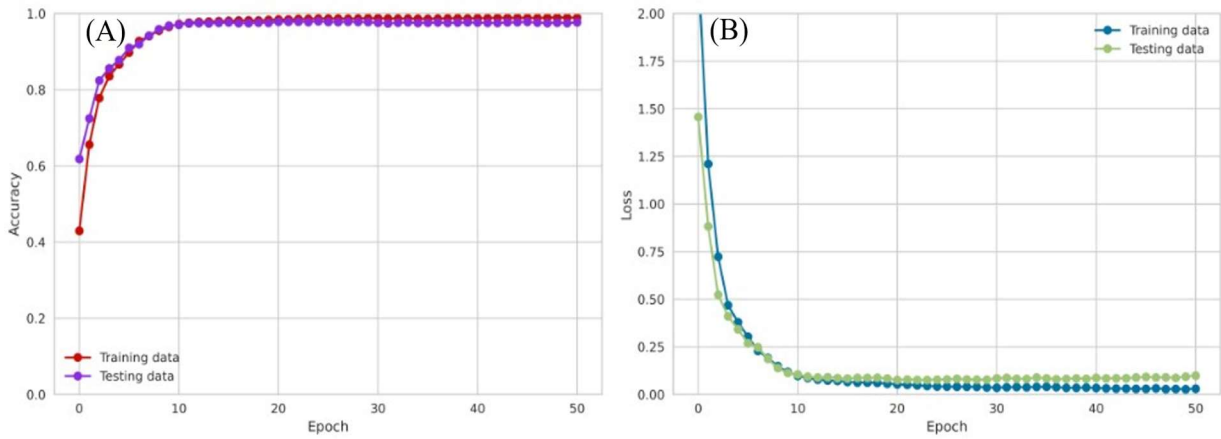 (A)
1.0
0.8
0.6
0.4
0.2
0.0
Accuracy
Training data
Testing data
0 10 20 30 40 50
Epoch
(B)
2.00
1.75
1.50
1.25
1.00
0.75
0.50
0.25
0.00
Loss
Training data
Testing data
0 10 20 30 40 50
Epoch